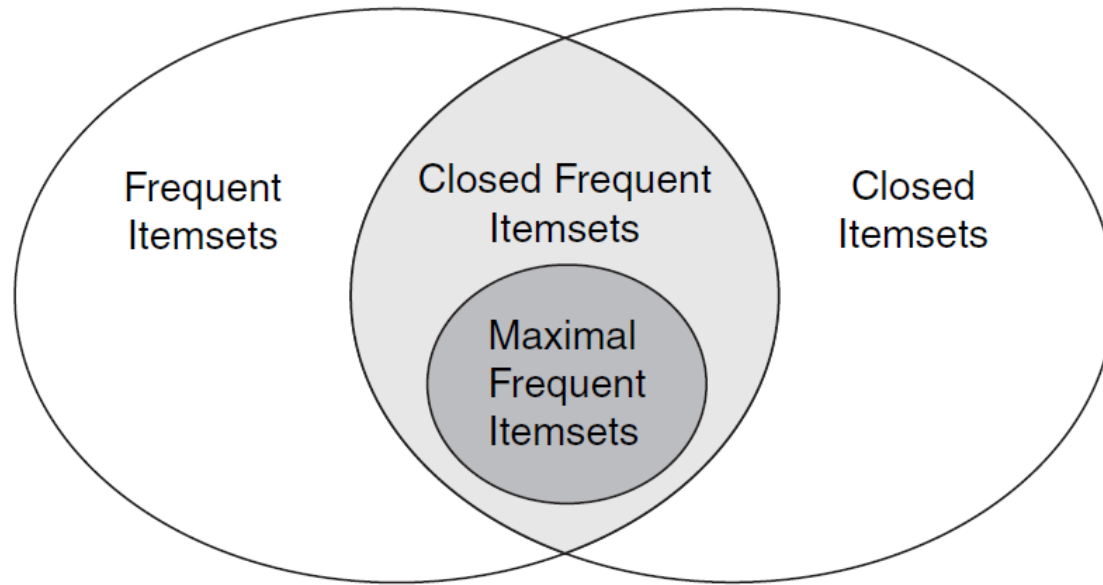 Frequent
Itemsets
Closed Frequent
Itemsets
Closed
Itemsets
Maximal
Frequent
Itemsets